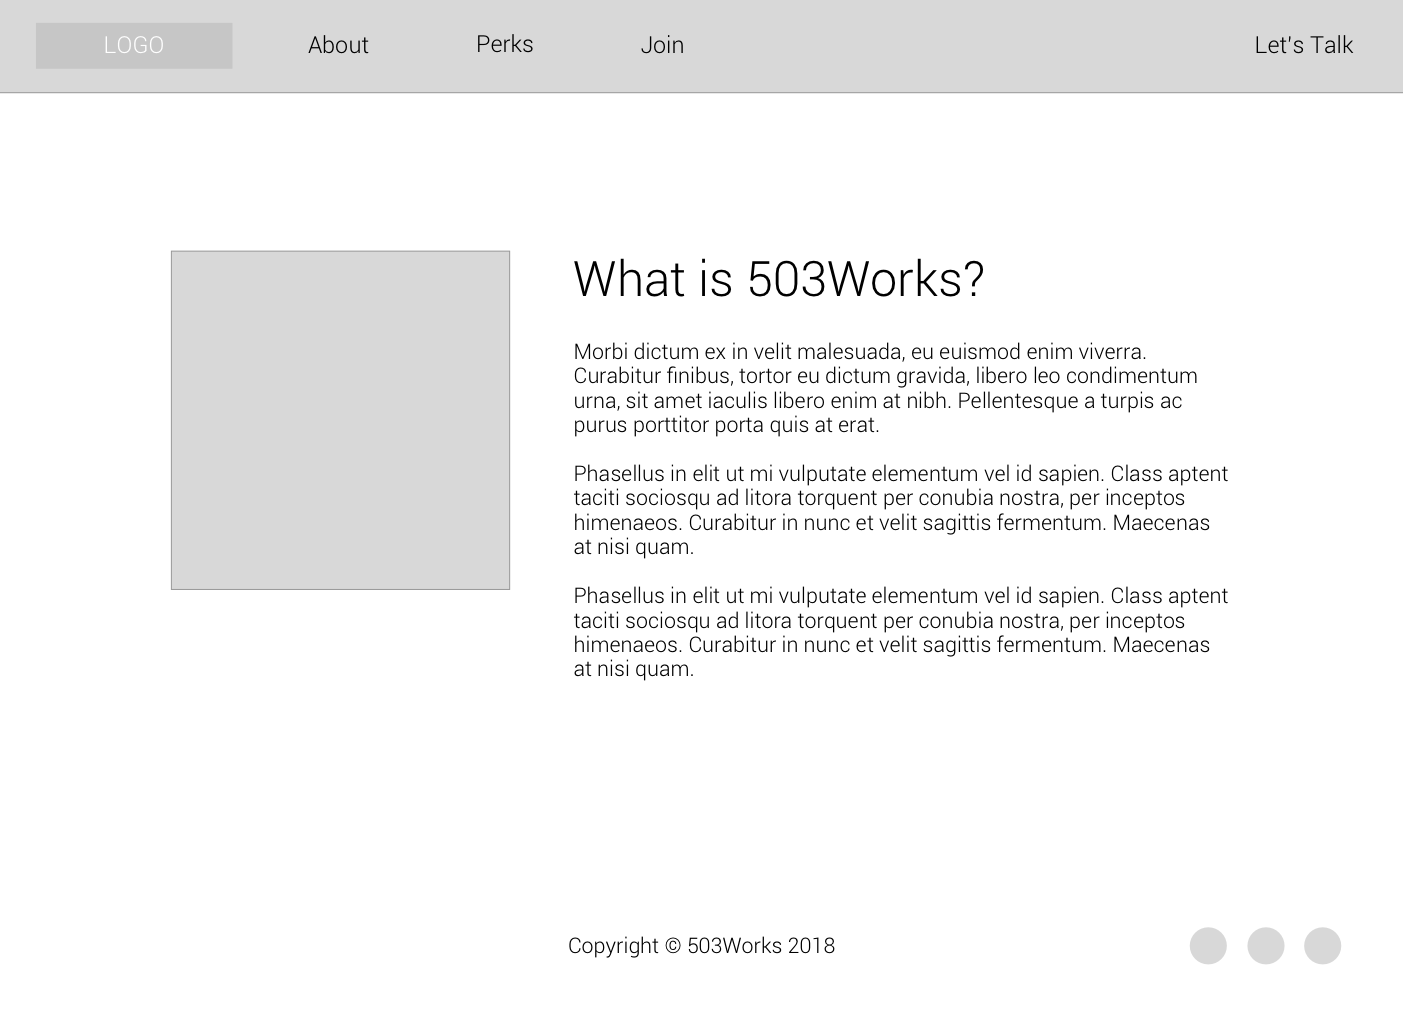 LOGO
About
Perks
Join
Let's Talk
What is 503Works?
Morbi dictum ex in velit malesuada, eu euismod enim viverra.
Curabitur finibus, tortor eu dictum gravida, libero leo condimentum
urna, sit amet iaculis libero enim at nibh. Pellentesque a turpis ac
purus porttitor porta quis at erat.
Phasellus in elit ut mi vulputate elementum vel id sapien. Class aptent
taciti sociosqu ad litora torquent per conubia nostra, per inceptos
himenaeos. Curabitur in nunc et velit sagittis fermentum. Maecenas
at nisi quam.
Phasellus in elit ut mi vulputate elementum vel id sapien. Class aptent
taciti sociosqu ad litora torquent per conubia nostra, per inceptos
himenaeos. Curabitur in nunc et velit sagittis fermentum. Maecenas
at nisi quam.
Copyright © 503Works 2018